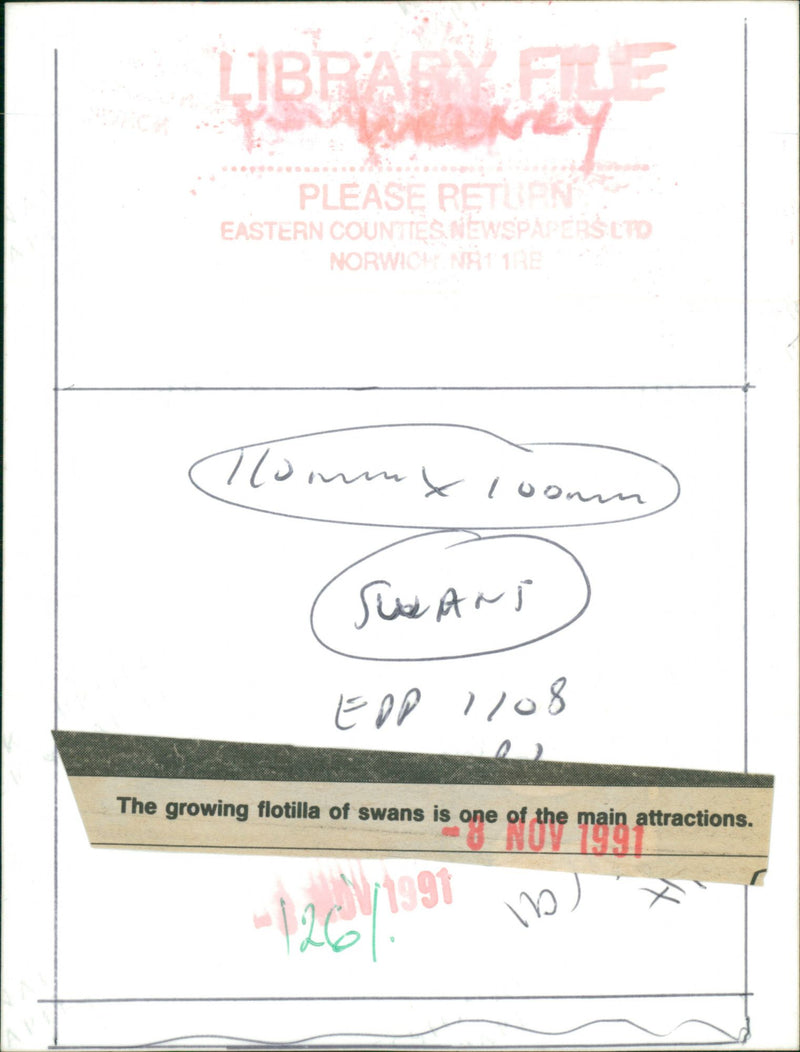 LIBRARY FILE
PLEASE RETURN
EASTERN COUNTIES NEWSPAPERS LTD
NORWICH NR1 1RE
110mm x 100mm
SWANS
EDP 1108
The growing flotilla of swans is one of the main attractions.
-8 NOV 1991
NOV 1991
126%